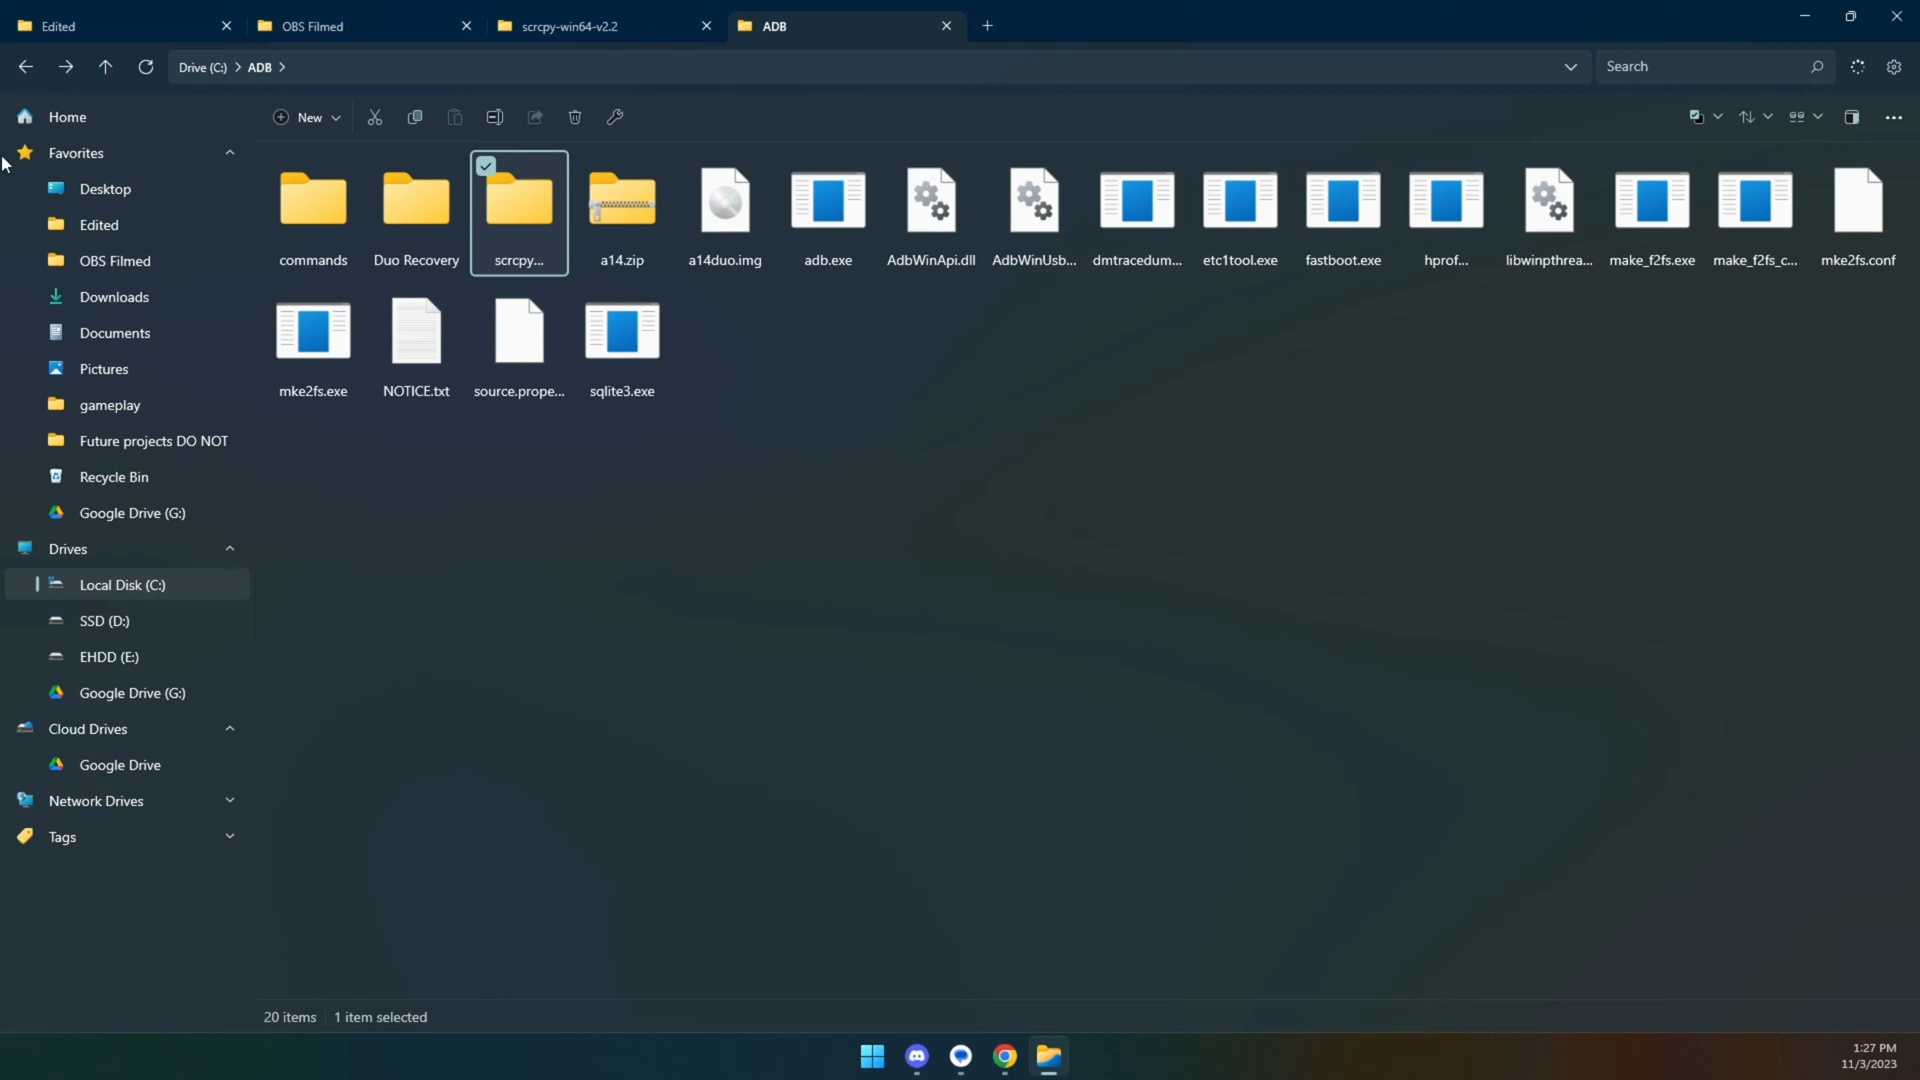 Edited
OBS Filmed
scrcpy-win64-v2.2
ADB
Drive (C:)
ADB
Search
Home
New
Favorites
Desktop
Edited
OBS Filmed
Downloads
Documents
Pictures
gameplay
Future projects DO NOT
Recycle Bin
Google Drive (G:)
Drives
Local Disk (C:)
SSD (D:)
EHDD (E:)
Google Drive (G:)
Cloud Drives
Google Drive
Network Drives
Tags
commands
Duo Recovery
scrcpy...
a14.zip
a14duo.img
adb.exe
AdbWinApi.dll
AdbWinUsb...
dmtracedum...
etc1tool.exe
fastboot.exe
hprof...
libwinpthrea...
make_f2fs.exe
make_f2fs_c...
mke2fs.conf
mke2fs.exe
NOTICE.txt
source.prope...
sqlite3.exe
20 items
1 item selected
1:27 PM
11/3/2023